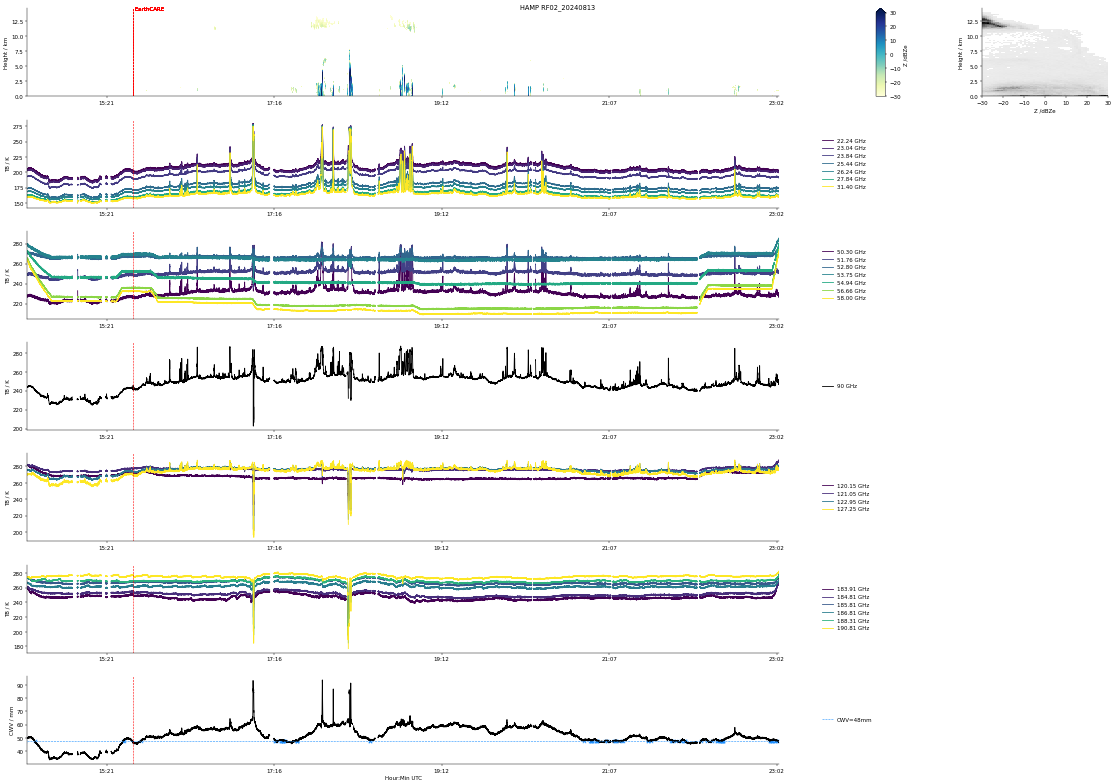 HAMP RF02_20240813
EarthCARE
Height / km
12.5
10.0
7.5
5.0
2.5
0.0
15:21
17:16
19:12
21:07
23:02
30
20
10
0
−10
−20
−30
Z /dBZe
Height / km
12.5
10.0
7.5
5.0
2.5
0.0
−30
−20
−10
0
10
20
30
Z /dBZe
TB / K
275
250
225
200
175
150
15:21
17:16
19:12
21:07
23:02
22.24 GHz
23.04 GHz
23.84 GHz
25.44 GHz
26.24 GHz
27.84 GHz
31.40 GHz
TB / K
280
260
240
220
15:21
17:16
19:12
21:07
23:02
50.30 GHz
51.76 GHz
52.80 GHz
53.75 GHz
54.94 GHz
56.66 GHz
58.00 GHz
TB / K
280
260
240
220
200
15:21
17:16
19:12
21:07
23:02
90 GHz
TB / K
280
260
240
220
200
15:21
17:16
19:12
21:07
23:02
120.15 GHz
121.05 GHz
122.95 GHz
127.25 GHz
TB / K
280
260
240
220
200
180
15:21
17:16
19:12
21:07
23:02
183.91 GHz
184.81 GHz
185.81 GHz
186.81 GHz
188.31 GHz
190.81 GHz
CWV / mm
90
80
70
60
50
40
15:21
17:16
19:12
21:07
23:02
Hour:Min UTC
CWV=48mm